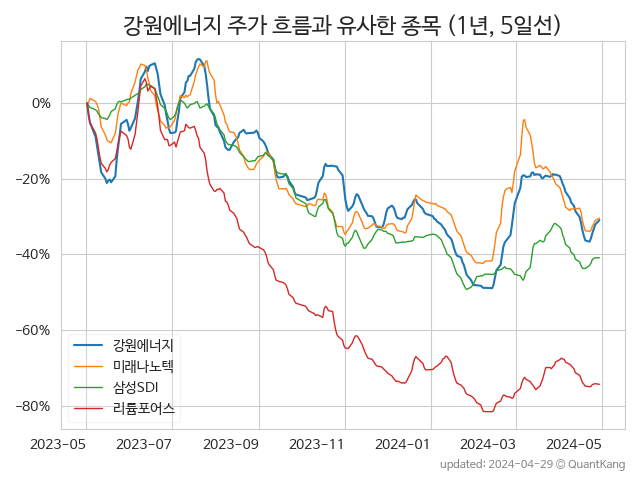 강원에너지 주가 흐름과 유사한 종목 (1년, 5일선)
0%
−20%
−40%
−60%
−80%
강원에너지
미래나노텍
삼성SDI
리튬포어스
2023-05 2023-07 2023-09 2023-11 2024-01 2024-03 2024-05
updated: 2024-04-29 © QuantKang